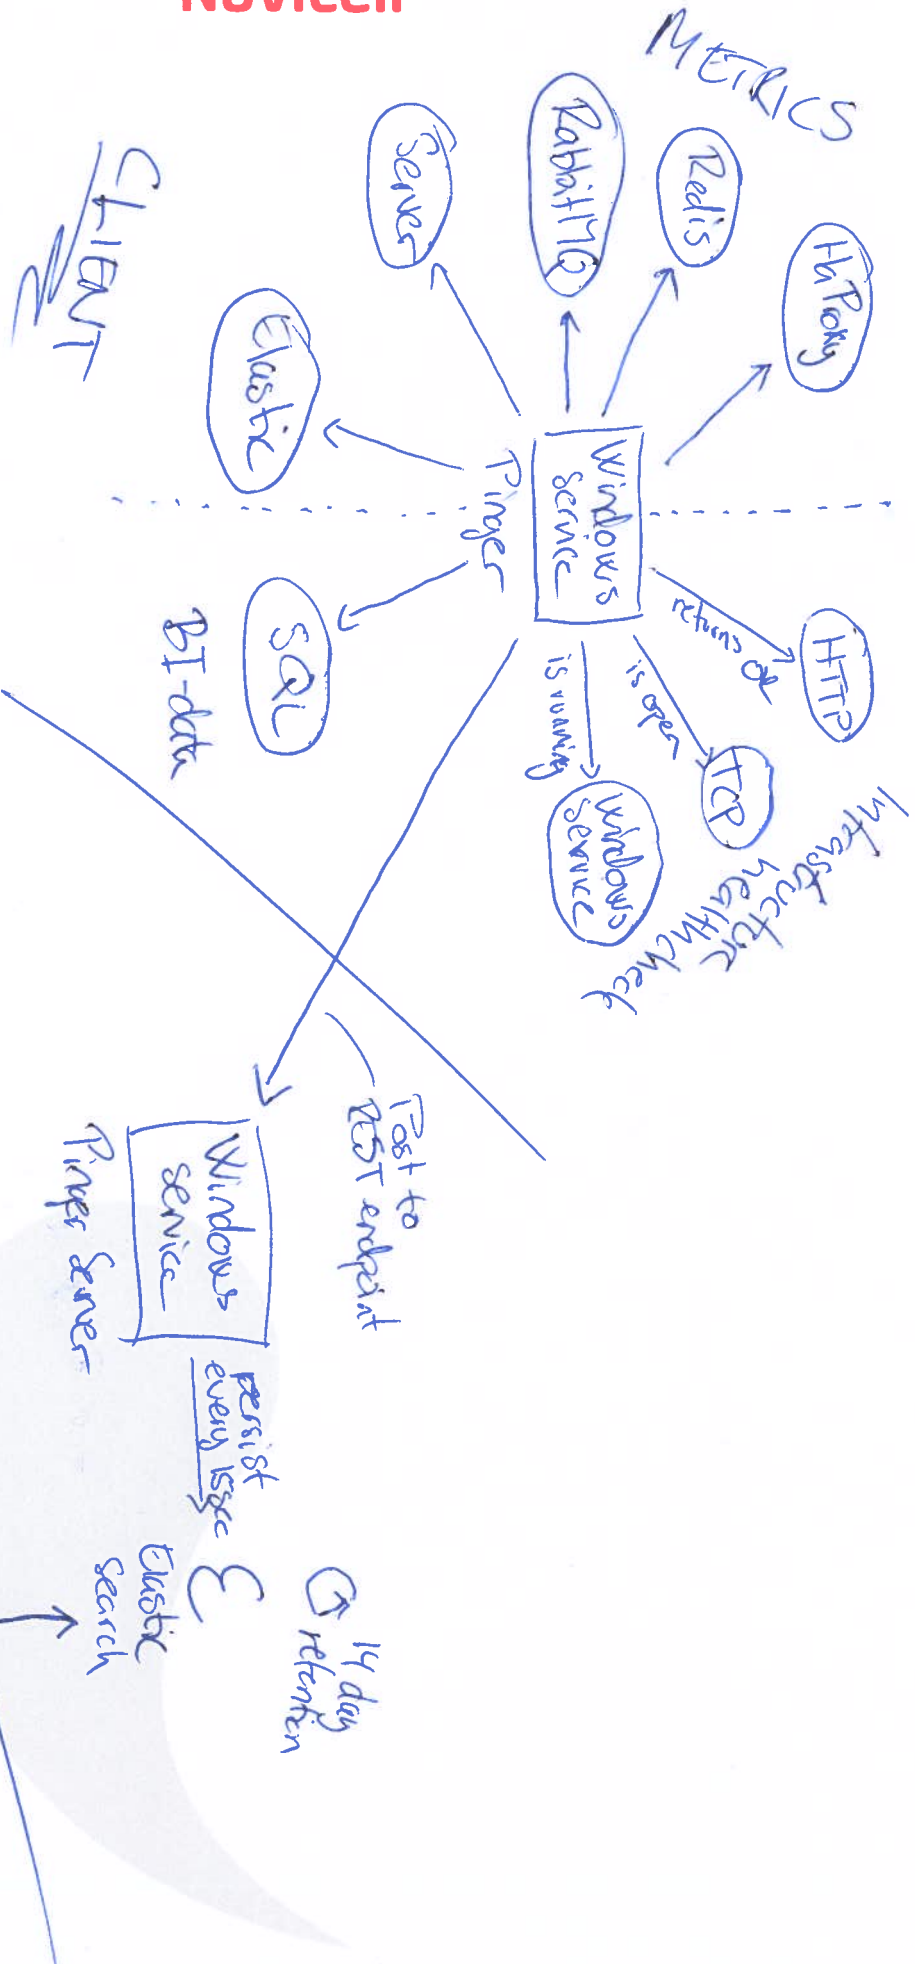 Novicell
METRICS
HaProxy
Redis
RabbitMQ
Server
Elastic
CLIENT
Windows
service
Pinger
HTTP
returns OK
TCP
is open
Windows
service
is running
Infrastructure
healthcheck
SQL
BI-data
Post to
REST endpoint
Windows
service
Pinger Server
persist
every issue
14 day
retention
Elastic
search